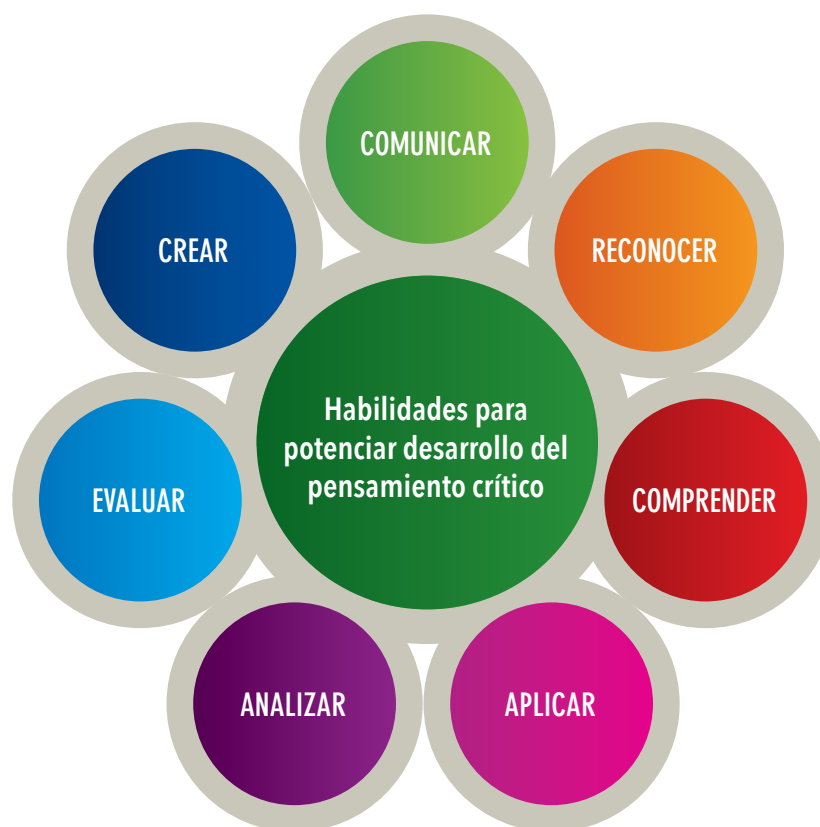 COMUNICAR
RECONOCER
COMPRENDER
APLICAR
ANALIZAR
EVALUAR
CREAR
Habilidades para
potenciar desarrollo del
pensamiento crítico